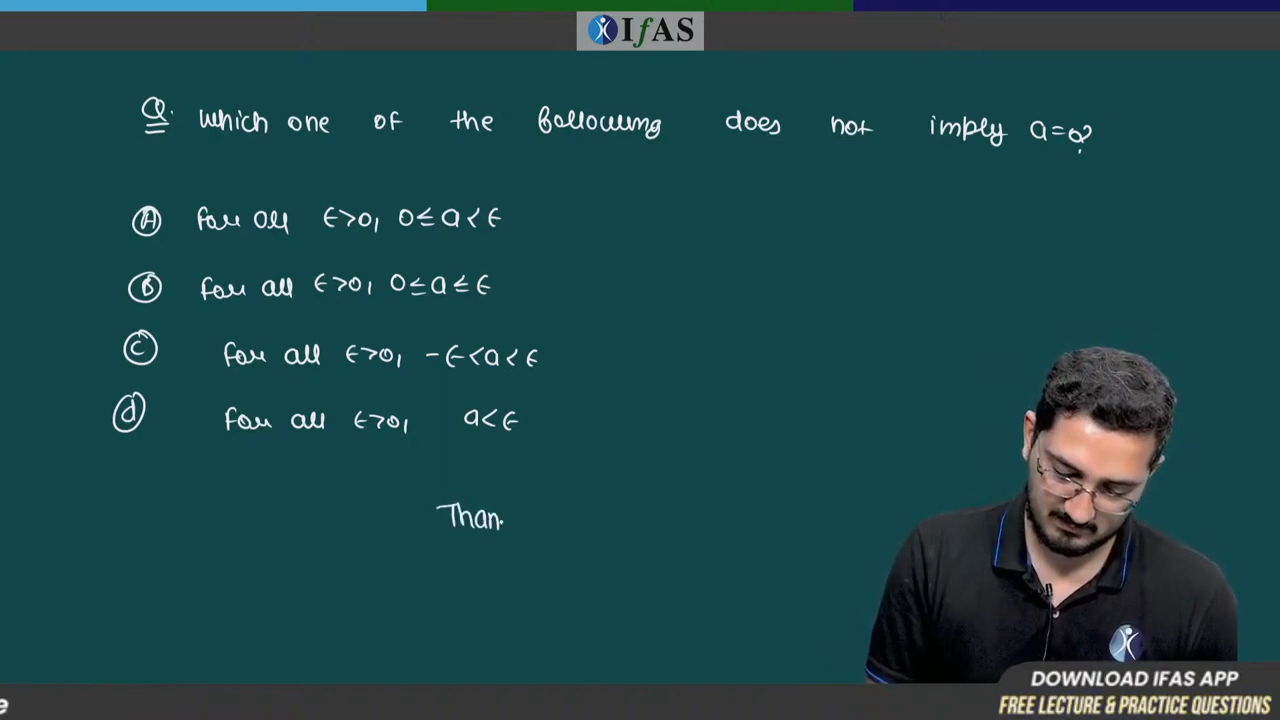 IfAS
Q. Which one of the following does not imply a=0?
(A) for all ϵ>0, 0≤a<ϵ
(B) for all ϵ>0, 0≤a≤ϵ
(C) for all ϵ>0, -ϵ<a<ϵ
(d) for all ϵ>0, a<ϵ
Than
DOWNLOAD IFAS APP
FREE LECTURE & PRACTICE QUESTIONS
e